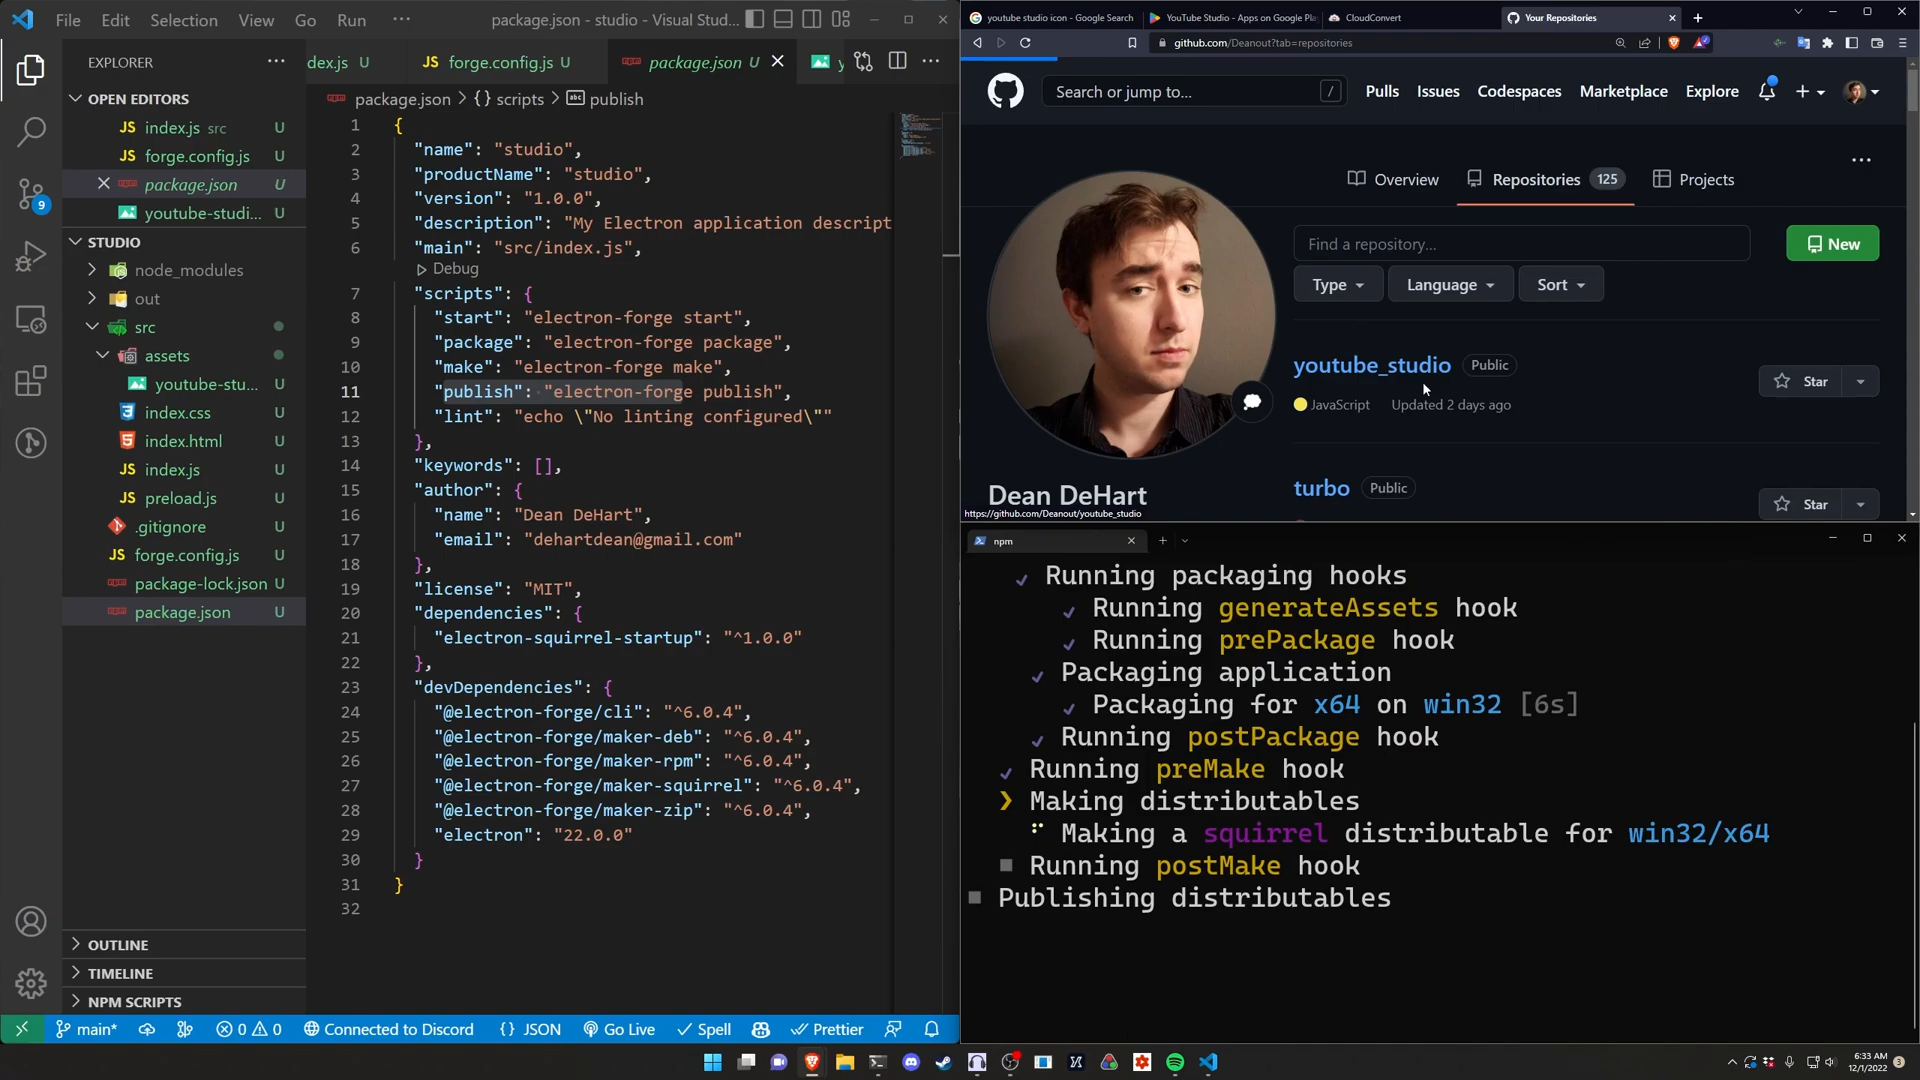 File Edit Selection View Go Run ··· package.json - studio - Visual Stud...
EXPLORER
OPEN EDITORS
index.js src U
forge.config.js U
package.json U
youtube-studi... U
STUDIO
node_modules
out
src
assets
youtube-stu... U
index.css U
index.html U
index.js U
preload.js U
.gitignore U
forge.config.js U
package-lock.json U
package.json U
OUTLINE
TIMELINE
NPM SCRIPTS
dex.js U JS forge.config.js U package.json U y
package.json > {} scripts > abc publish
1 {
2 "name": "studio",
3 "productName": "studio",
4 "version": "1.0.0",
5 "description": "My Electron application descript
6 "main": "src/index.js",
Debug
7 "scripts": {
8 "start": "electron-forge start",
9 "package": "electron-forge package",
10 "make": "electron-forge make",
11 "publish": "electron-forge publish",
12 "lint": "echo \"No linting configured\""
13 },
14 "keywords": [],
15 "author": {
16 "name": "Dean DeHart",
17 "email": "dehartdean@gmail.com"
18 },
19 "license": "MIT",
20 "dependencies": {
21 "electron-squirrel-startup": "^1.0.0"
22 },
23 "devDependencies": {
24 "@electron-forge/cli": "^6.0.4",
25 "@electron-forge/maker-deb": "^6.0.4",
26 "@electron-forge/maker-rpm": "^6.0.4",
27 "@electron-forge/maker-squirrel": "^6.0.4",
28 "@electron-forge/maker-zip": "^6.0.4",
29 "electron": "22.0.0"
30 }
31 }
32
9
main* 0 0 Connected to Discord {} JSON Go Live Spell Prettier
youtube studio icon - Google Search YouTube Studio - Apps on Google Pla CloudConvert Your Repositories
github.com/Deanout?tab=repositories
Search or jump to... / Pulls Issues Codespaces Marketplace Explore
Overview Repositories 125 Projects
Find a repository... New
Type Language Sort
youtube_studio Public
Star
JavaScript Updated 2 days ago
turbo Public
Star
Dean DeHart
https://github.com/Deanout/youtube_studio
npm
Running packaging hooks
Running generateAssets hook
Running prePackage hook
Packaging application
Packaging for x64 on win32 [6s]
Running postPackage hook
Running preMake hook
Making distributables
Making a squirrel distributable for win32/x64
Running postMake hook
Publishing distributables
6:33 AM
12/1/2022
3